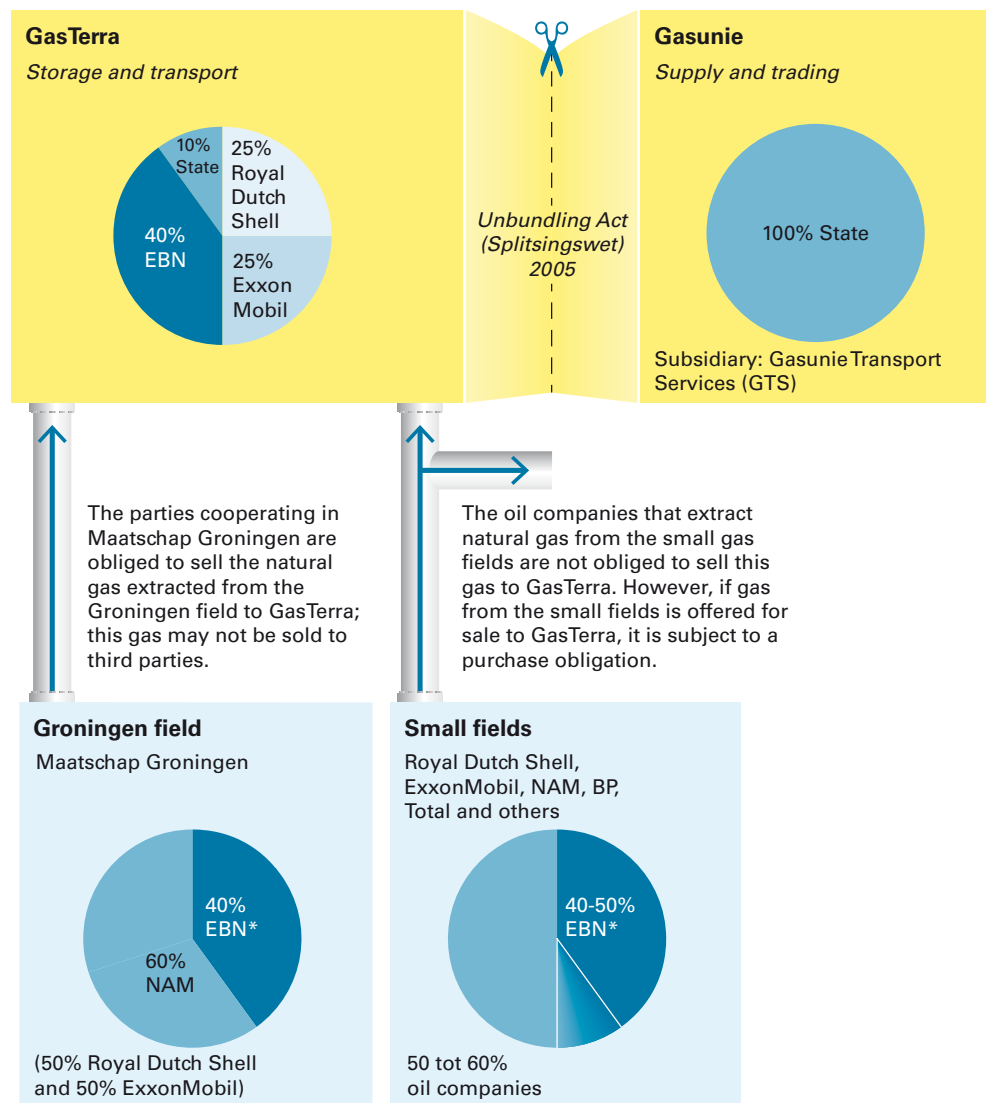 GasTerra
Storage and transport
10%
State
25%
Royal
Dutch
Shell
40%
EBN
25%
Exxon
Mobil
Unbundling Act
(Splitsingswet)
2005
Gasunie
Supply and trading
100% State
Subsidiary: Gasunie Transport
Services (GTS)
The parties cooperating in
Maatschap Groningen are
obliged to sell the natural
gas extracted from the
Groningen field to GasTerra;
this gas may not be sold to
third parties.
The oil companies that extract
natural gas from the small gas
fields are not obliged to sell this
gas to GasTerra. However, if gas
from the small fields is offered for
sale to GasTerra, it is subject to a
purchase obligation.
Groningen field
Maatschap Groningen
40%
EBN*
60%
NAM
(50% Royal Dutch Shell
and 50% ExxonMobil)
Small fields
Royal Dutch Shell,
ExxonMobil, NAM, BP,
Total and others
40-50%
EBN*
50 tot 60%
oil companies